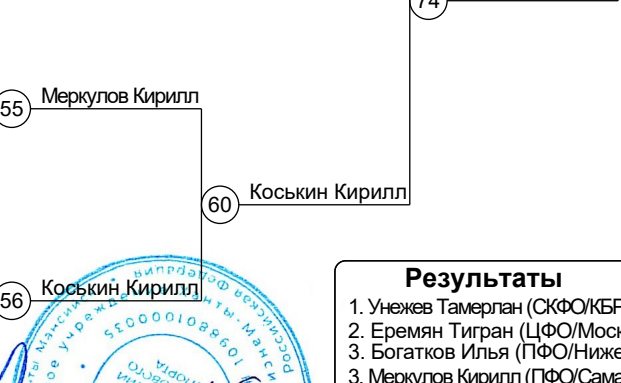 74
55 Меркулов Кирилл
60 Коськин Кирилл
56 Коськин Кирилл
Результаты
1. Унежев Тамерлан (СКФО/КБР
2. Еремян Тигран (ЦФО/Моск
3. Богатков Илья (ПФО/Ниже
3. Меркулов Кирилл (ПФО/Сама